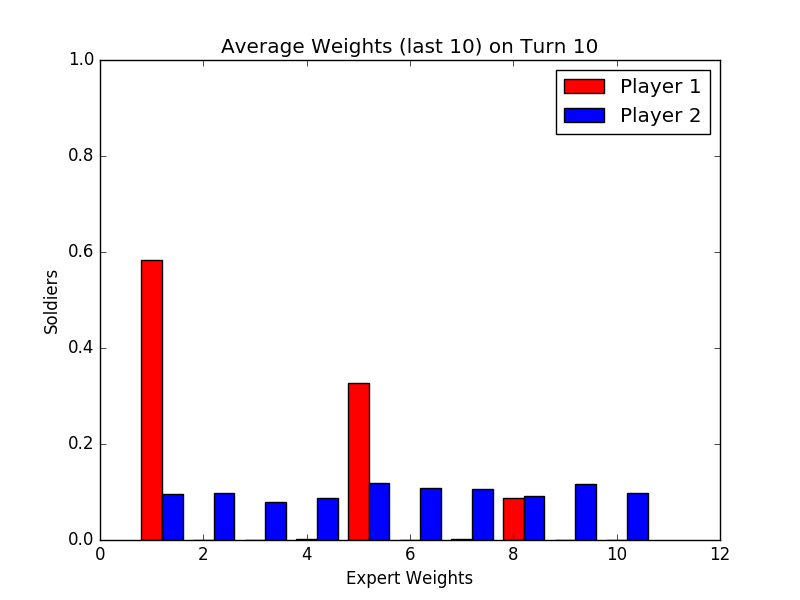 Average Weights (last 10) on Turn 10
1.0
0.8
0.6
0.4
0.2
0.0
0 2 4 6 8 10 12
Soldiers
Expert Weights
Player 1
Player 2